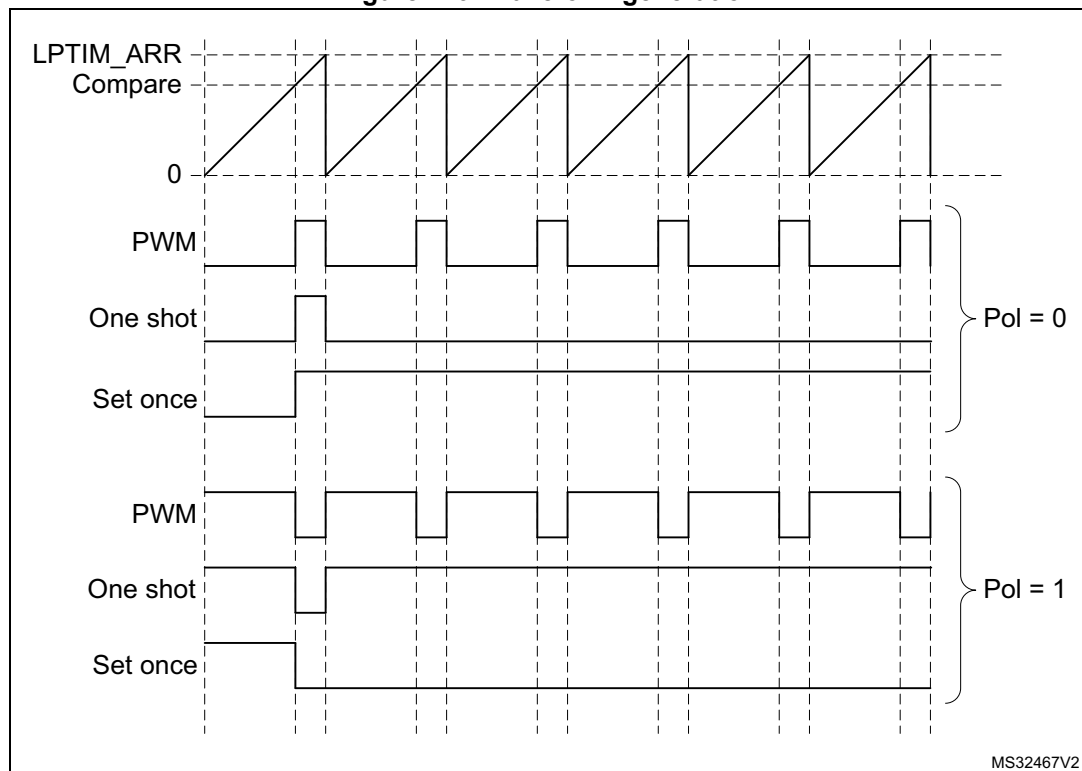 LPTIM_ARR
Compare
0
PWM
One shot
Set once
Pol = 0
PWM
One shot
Set once
Pol = 1
MS32467V2